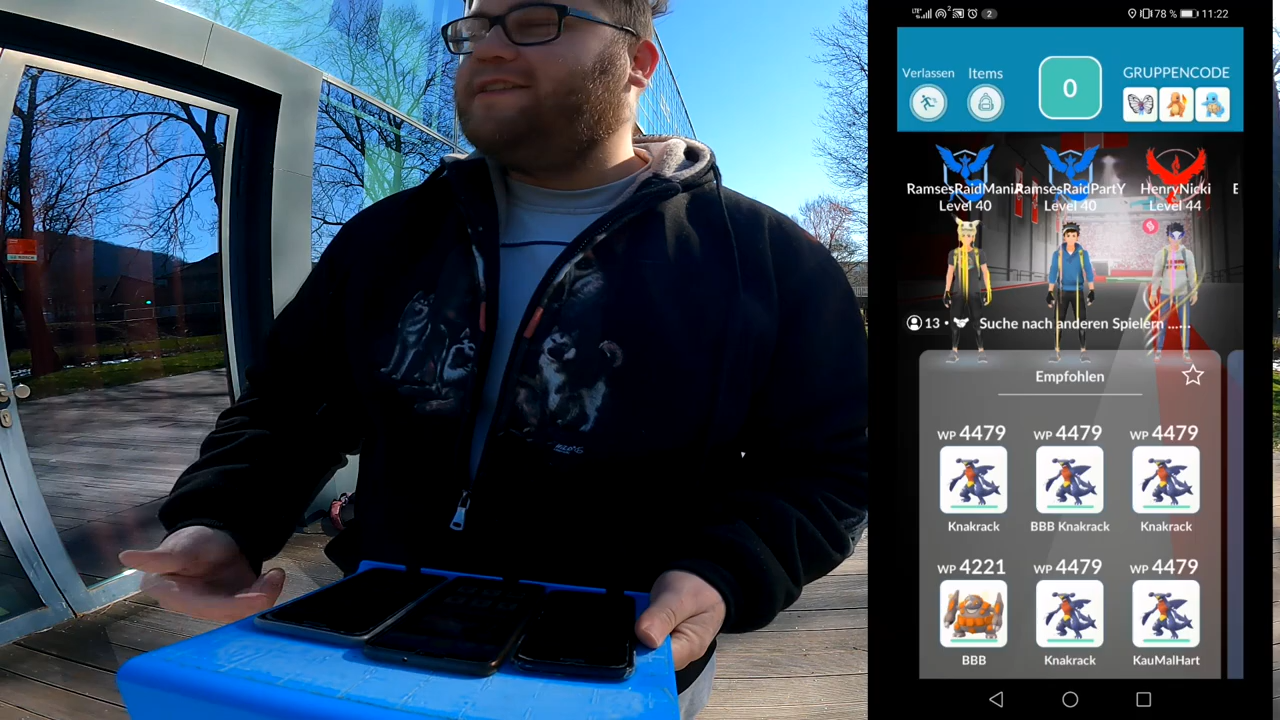 2 78 % 11:22
Verlassen Items 0 GRUPPENCODE
RamsesRaidMania RamsesRaidPartY HenryNicki E
Level 40 Level 40 Level 44
13 • Suche nach anderen Spielern ......
Empfohlen
WP 4479 WP 4479 WP 4479
Knakrack BBB Knakrack Knakrack
WP 4221 WP 4479 WP 4479
BBB Knakrack KauMalHart